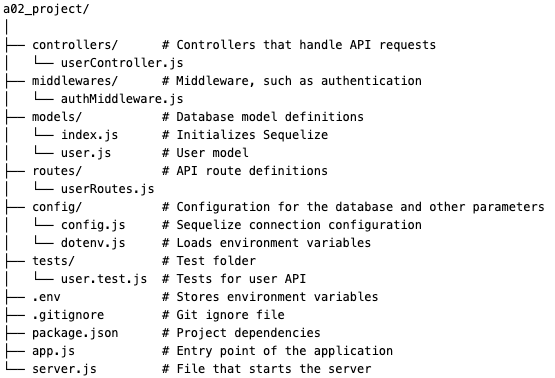 a02_project/
│
├── controllers/      # Controllers that handle API requests
│   └── userController.js
├── middlewares/      # Middleware, such as authentication
│   └── authMiddleware.js
├── models/           # Database model definitions
│   └── index.js      # Initializes Sequelize
│   └── user.js       # User model
├── routes/           # API route definitions
│   └── userRoutes.js
├── config/           # Configuration for the database and other parameters
│   └── config.js     # Sequelize connection configuration
│   └── dotenv.js     # Loads environment variables
├── tests/            # Test folder
│   └── user.test.js  # Tests for user API
├── .env              # Stores environment variables
├── .gitignore        # Git ignore file
├── package.json      # Project dependencies
├── app.js            # Entry point of the application
└── server.js         # File that starts the server